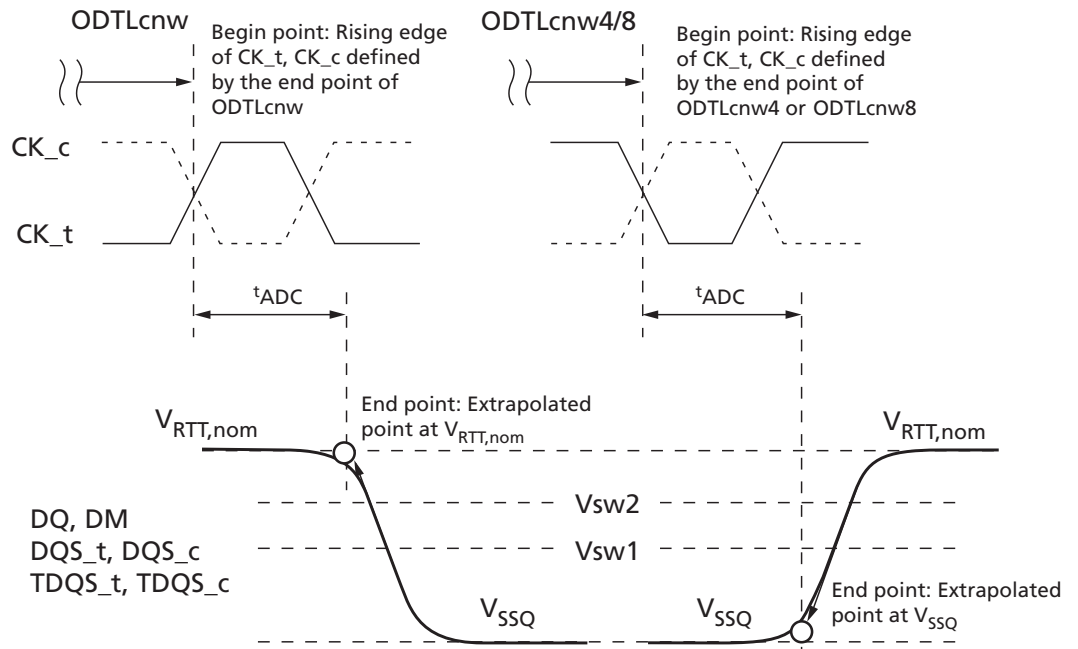 ODTLcnw
Begin point: Rising edge
of CK_t, CK_c defined
by the end point of
ODTLcnw
ODTLcnw4/8
Begin point: Rising edge
of CK_t, CK_c defined
by the end point of
ODTLcnw4 or ODTLcnw8
CK_c
CK_t
tADC
tADC
End point: Extrapolated
point at VRTT,nom
VRTT,nom
VRTT,nom
Vsw2
Vsw1
DQ, DM
DQS_t, DQS_c
TDQS_t, TDQS_c
VSSQ
VSSQ
End point: Extrapolated
point at VSSQ